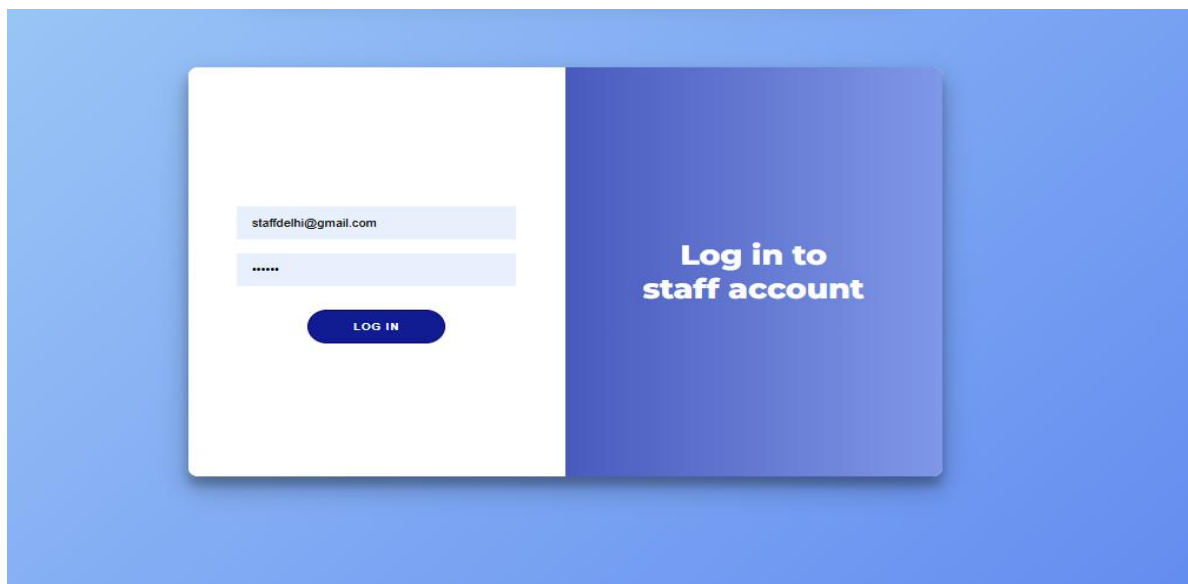 staffdelhi@gmail.com
••••••
LOG IN
Log in to
staff account